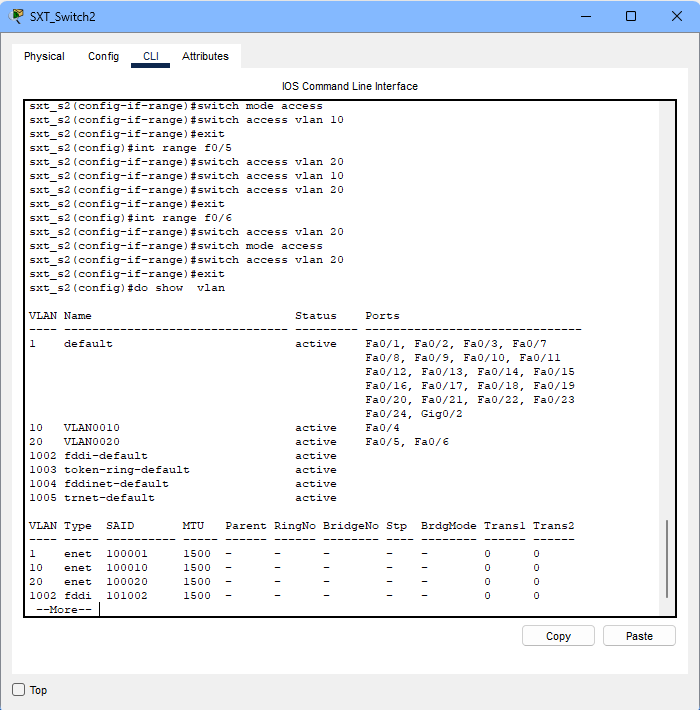 SXT_Switch2
Physical Config CLI Attributes
IOS Command Line Interface
sxt_s2(config-if-range)#switch mode access
sxt_s2(config-if-range)#switch access vlan 10
sxt_s2(config-if-range)#exit
sxt_s2(config)#int range f0/5
sxt_s2(config-if-range)#switch access vlan 20
sxt_s2(config-if-range)#switch access vlan 10
sxt_s2(config-if-range)#switch access vlan 20
sxt_s2(config-if-range)#exit
sxt_s2(config)#int range f0/6
sxt_s2(config-if-range)#switch access vlan 20
sxt_s2(config-if-range)#switch mode access
sxt_s2(config-if-range)#switch access vlan 20
sxt_s2(config-if-range)#exit
sxt_s2(config)#do show  vlan
VLAN Name                             Status    Ports
---- -------------------------------- --------- -------------------------------
1    default                          active    Fa0/1, Fa0/2, Fa0/3, Fa0/7
                                                Fa0/8, Fa0/9, Fa0/10, Fa0/11
                                                Fa0/12, Fa0/13, Fa0/14, Fa0/15
                                                Fa0/16, Fa0/17, Fa0/18, Fa0/19
                                                Fa0/20, Fa0/21, Fa0/22, Fa0/23
                                                Fa0/24, Gig0/2
10   VLAN0010                         active    Fa0/4
20   VLAN0020                         active    Fa0/5, Fa0/6
1002 fddi-default                     active
1003 token-ring-default               active
1004 fddinet-default                  active
1005 trnet-default                    active
VLAN Type  SAID       MTU   Parent RingNo BridgeNo Stp  BrdgMode Trans1 Trans2
---- ----- ---------- ----- ------ ------ -------- ---- -------- ------ ------
1    enet  100001     1500  -      -      -        -    -        0      0
10   enet  100010     1500  -      -      -        -    -        0      0
20   enet  100020     1500  -      -      -        -    -        0      0
1002 fddi  101002     1500  -      -      -        -    -        0      0
 --More--
Copy Paste
Top